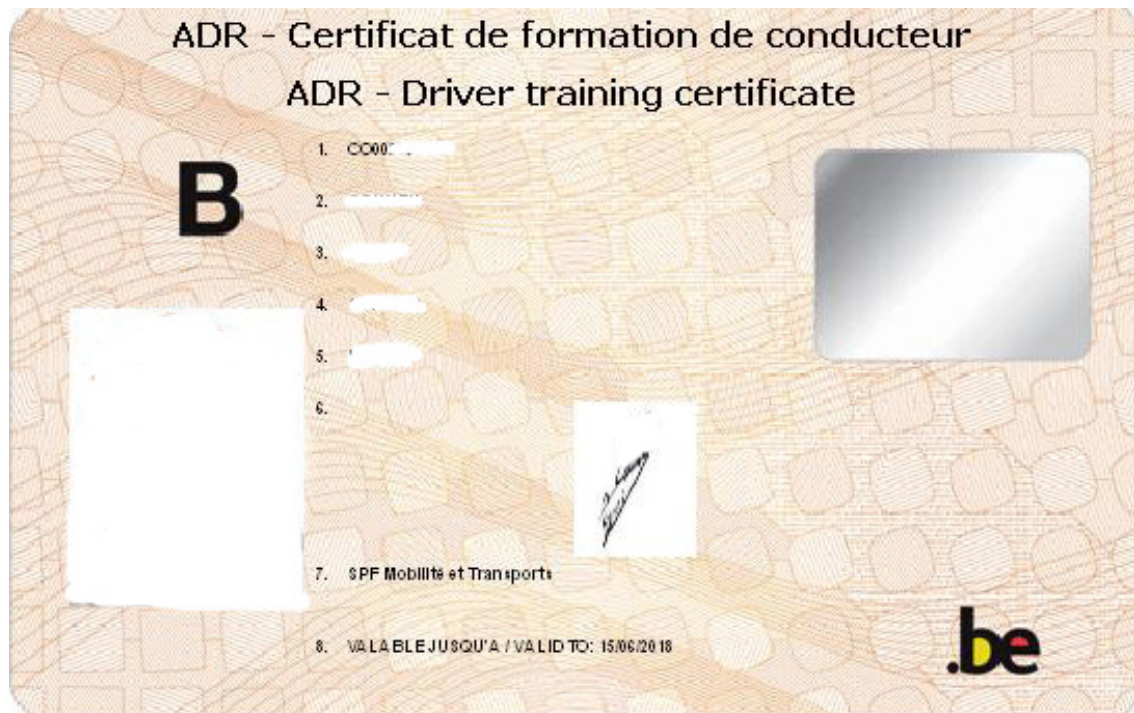 ADR - Certificat de formation de conducteur
ADR - Driver training certificate
B
1. CO00
2.
3.
4.
5.
6.
7. SPF Mobilité et Transports
8. VALABLE JUSQU'A / VALID TO: 15/06/2018
.be